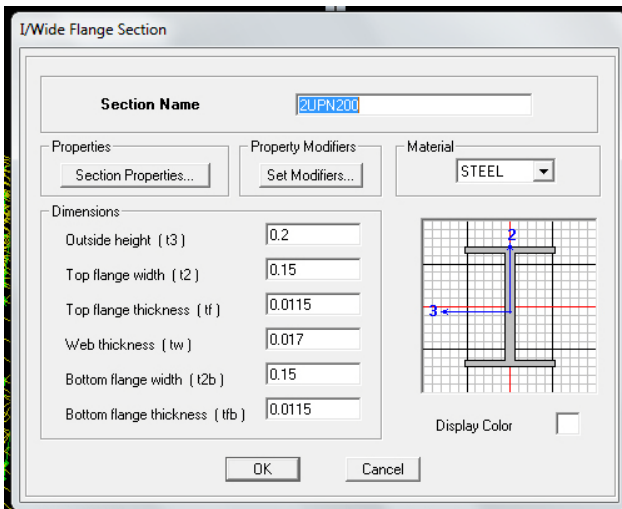 I/Wide Flange Section
Section Name 2UPN200
Properties Property Modifiers Material
Section Properties... Set Modifiers... STEEL
Dimensions
Outside height ( t3 ) 0.2
Top flange width ( t2 ) 0.15
Top flange thickness ( tf ) 0.0115
Web thickness ( tw ) 0.017
Bottom flange width ( t2b ) 0.15
Bottom flange thickness ( tfb ) 0.0115
2
3
Display Color
OK Cancel